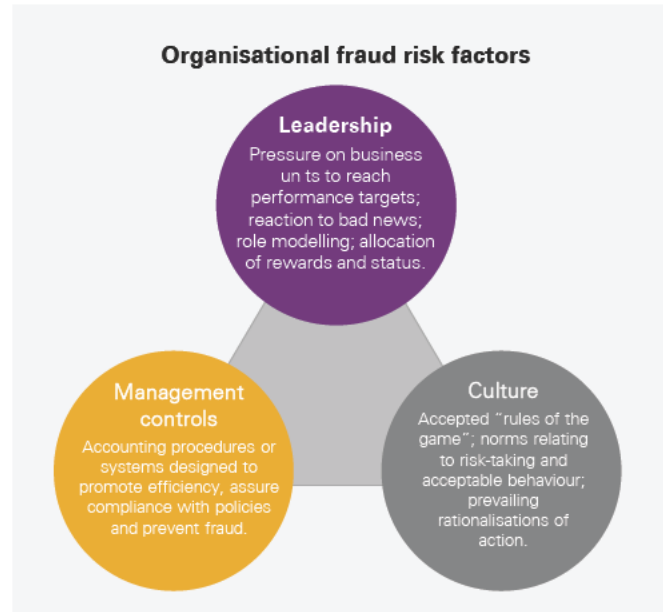 Organisational fraud risk factors
Leadership
Pressure on business
un ts to reach
performance targets;
reaction to bad news;
role modelling; allocation
of rewards and status.
Management
controls
Accounting procedures or
systems designed to
promote efficiency, assure
compliance with policies
and prevent fraud.
Culture
Accepted “rules of the
game”; norms relating
to risk-taking and
acceptable behaviour;
prevailing
rationalisations of
action.